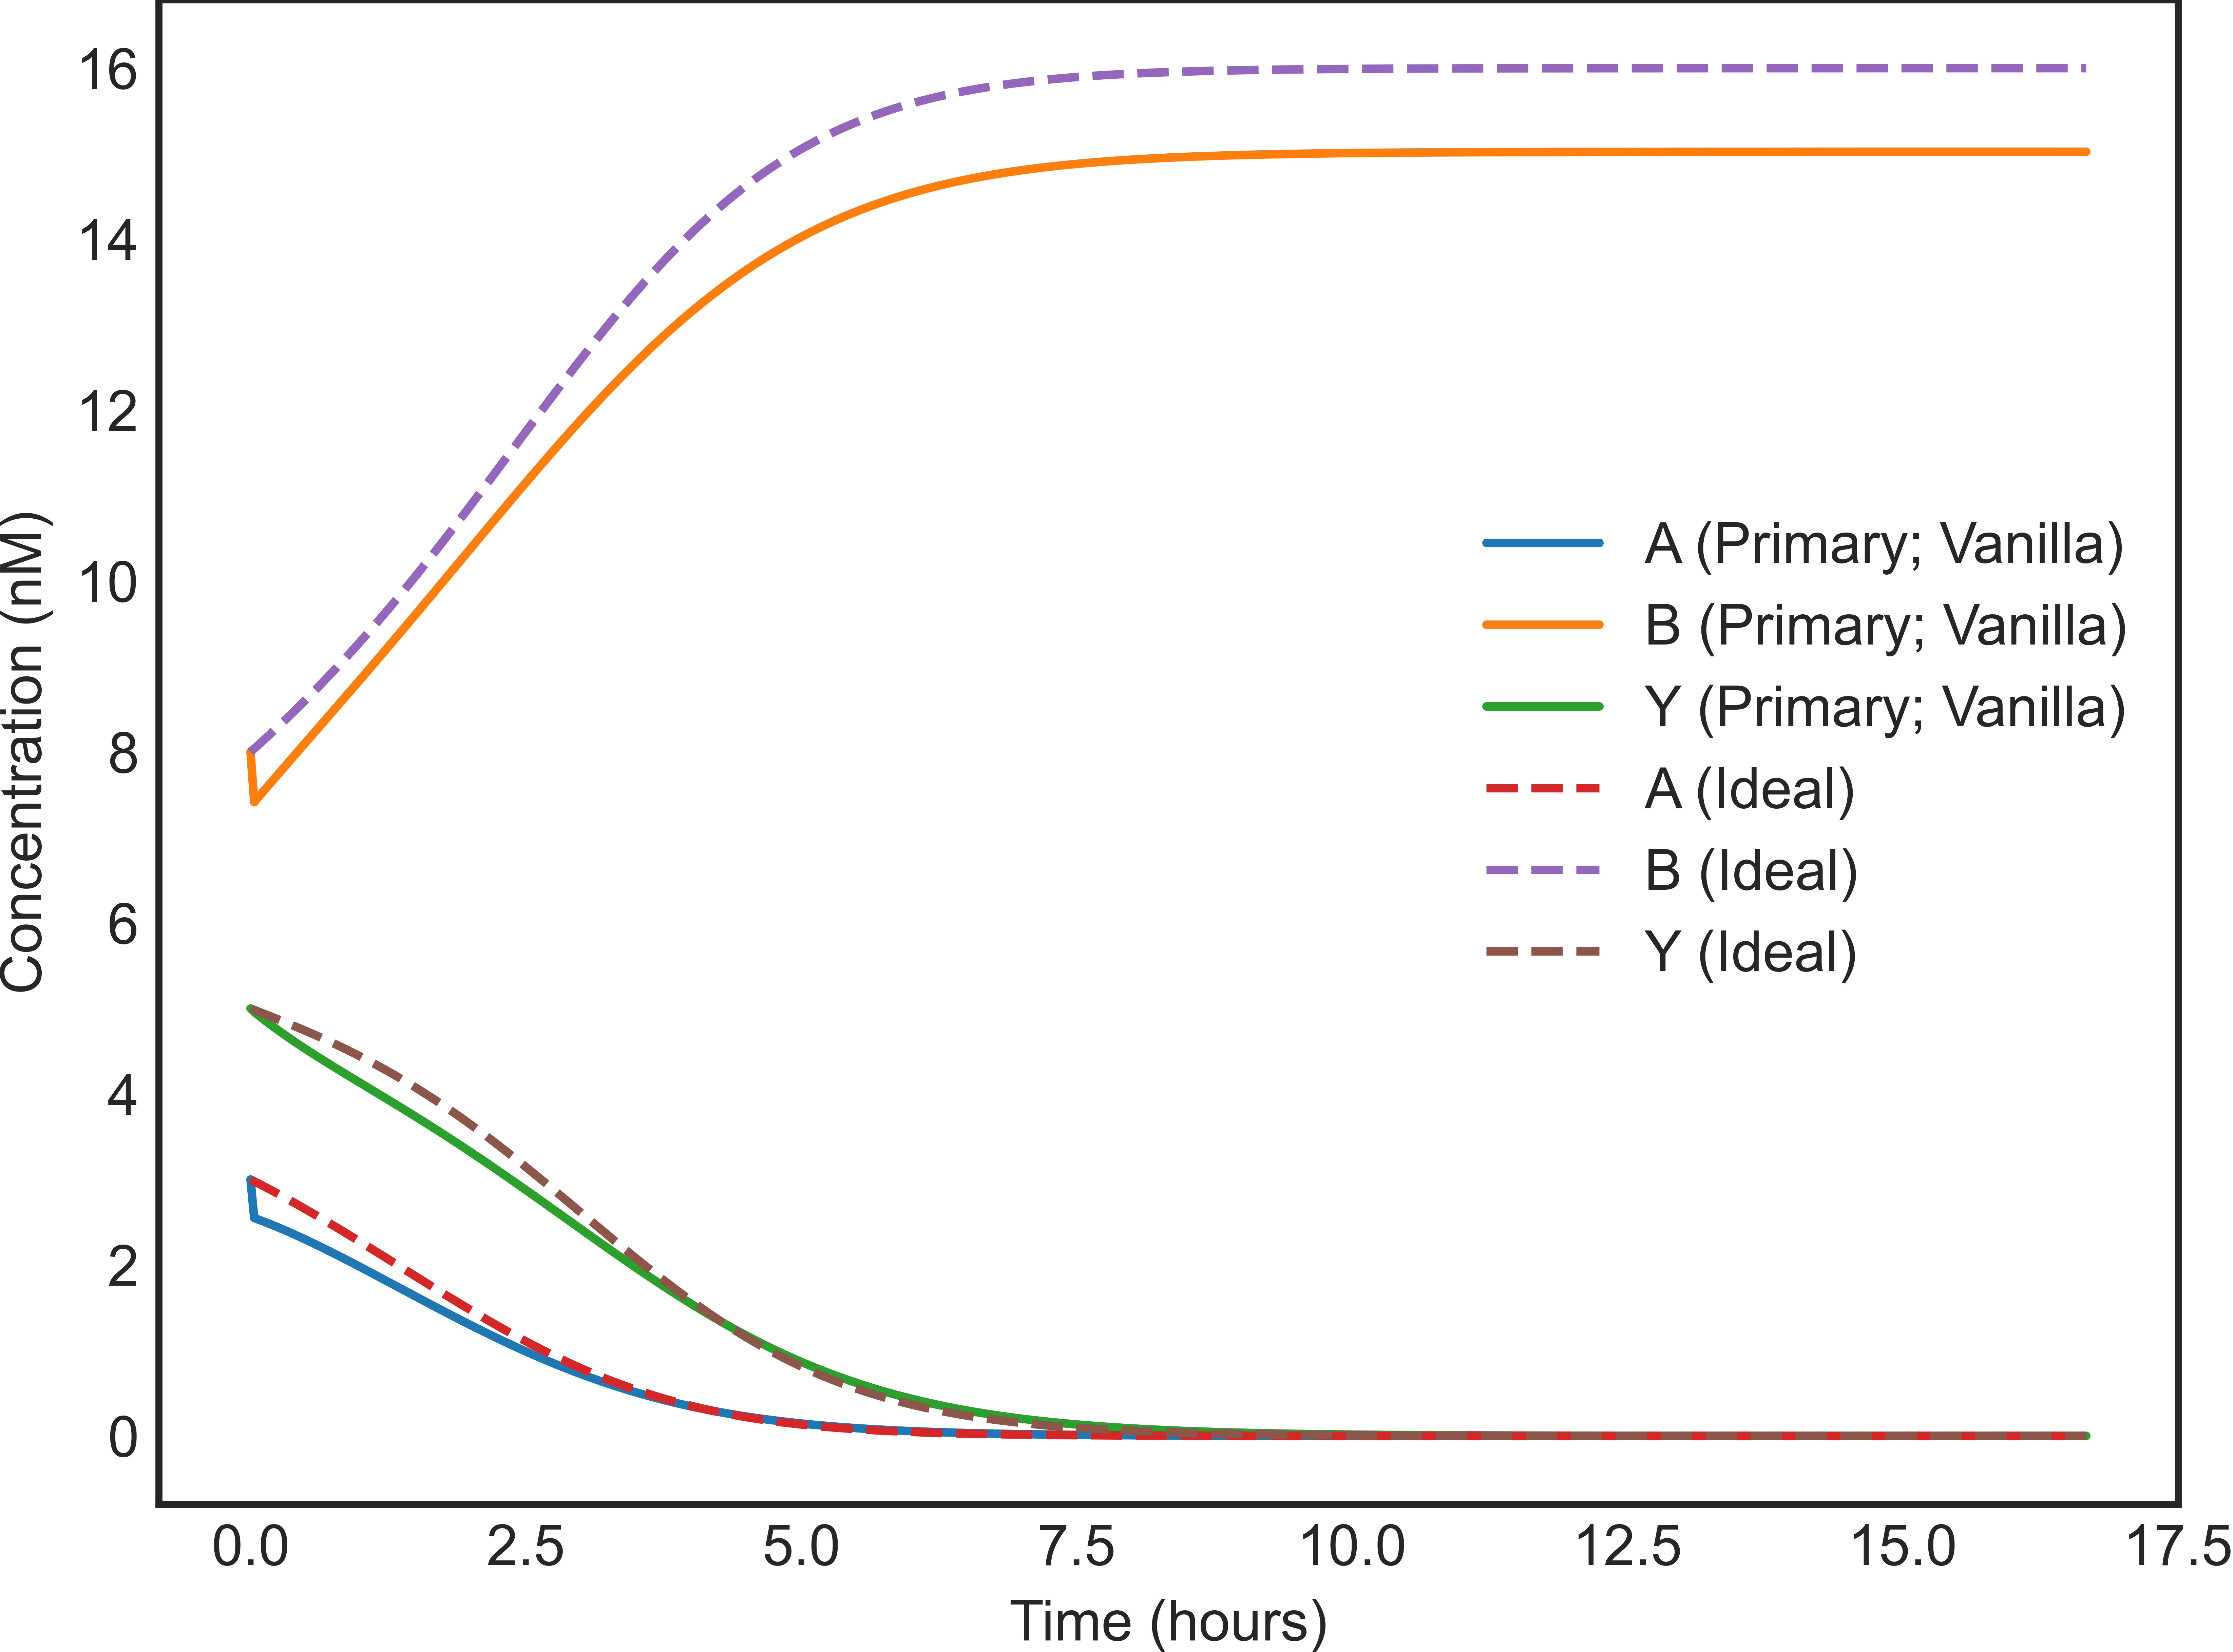 16
14
12
10
8
6
4
2
0
Concentration (nM)
A (Primary; Vanilla)
B (Primary; Vanilla)
Y (Primary; Vanilla)
A (Ideal)
B (Ideal)
Y (Ideal)
0.0 2.5 5.0 7.5 10.0 12.5 15.0 17.5
Time (hours)